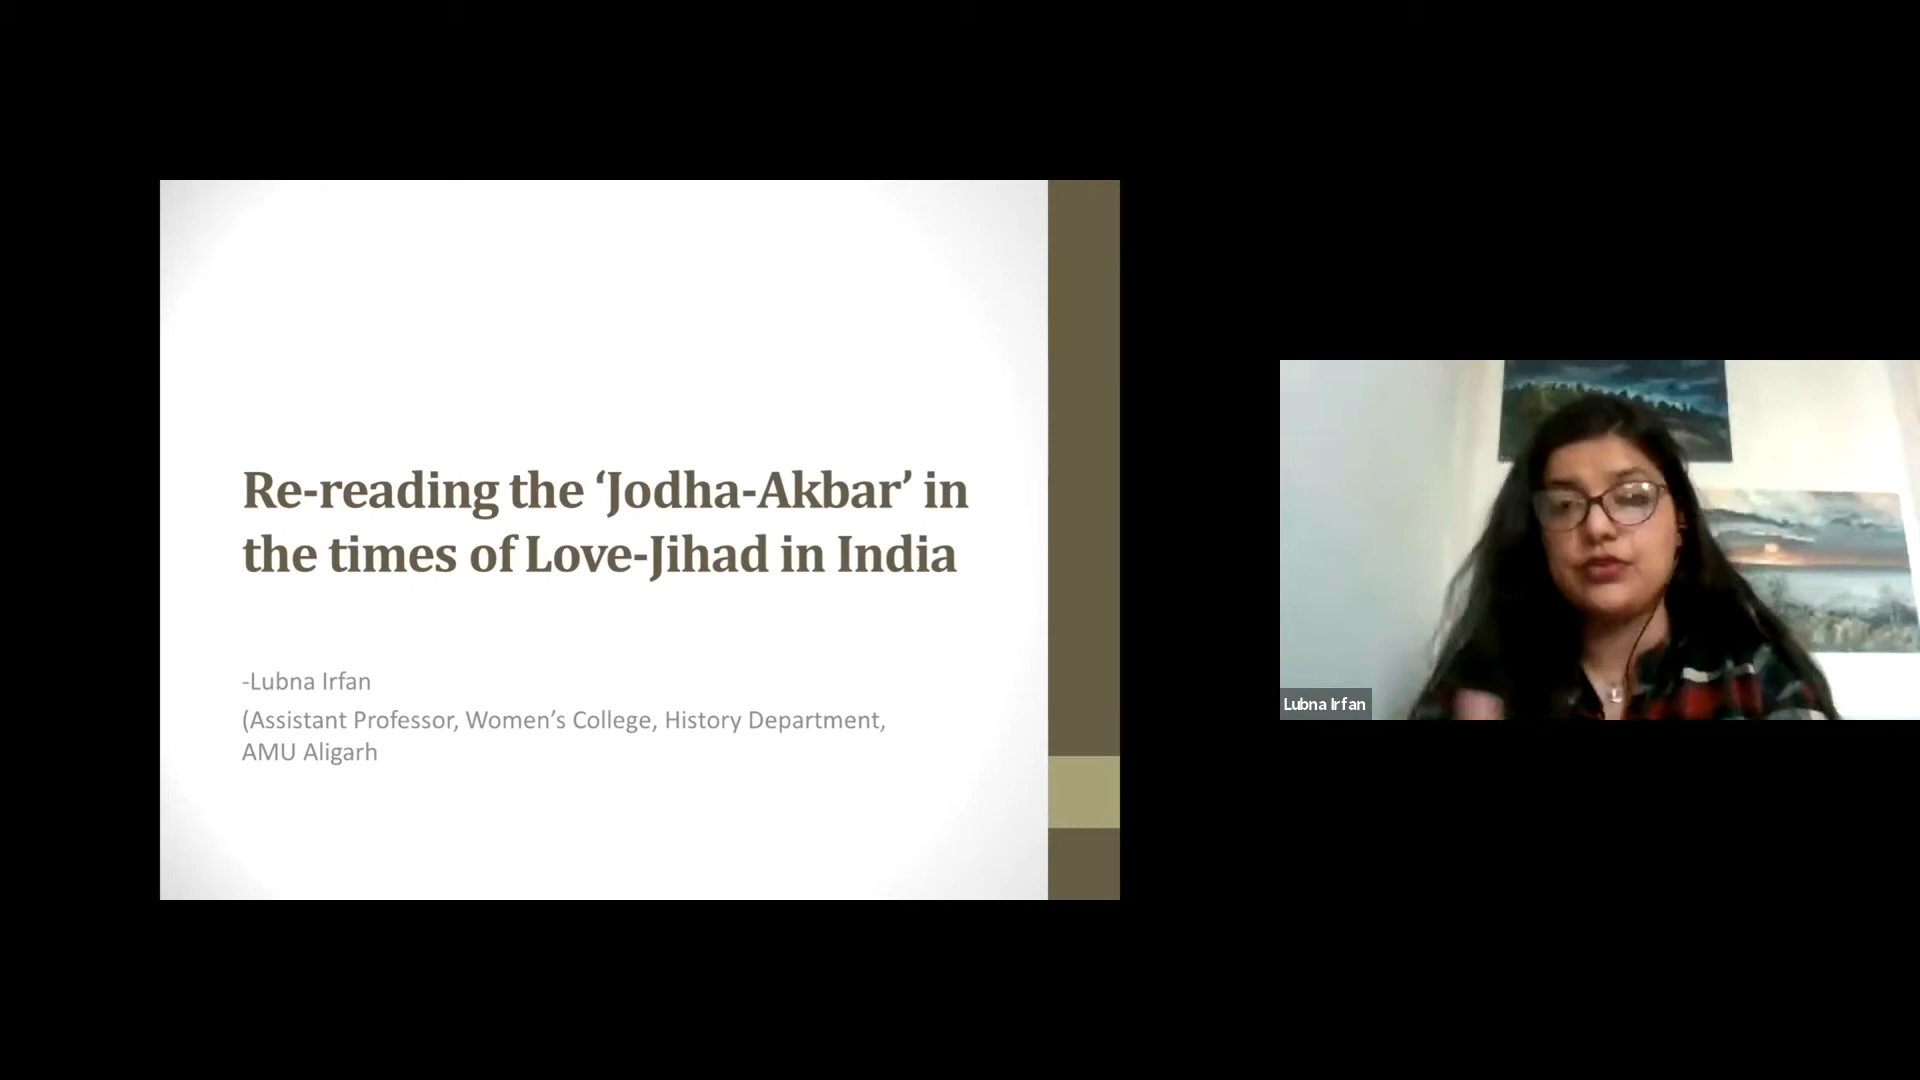 Re-reading the ‘Jodha-Akbar’ in
the times of Love-Jihad in India
-Lubna Irfan
(Assistant Professor, Women’s College, History Department,
AMU Aligarh
Lubna Irfan